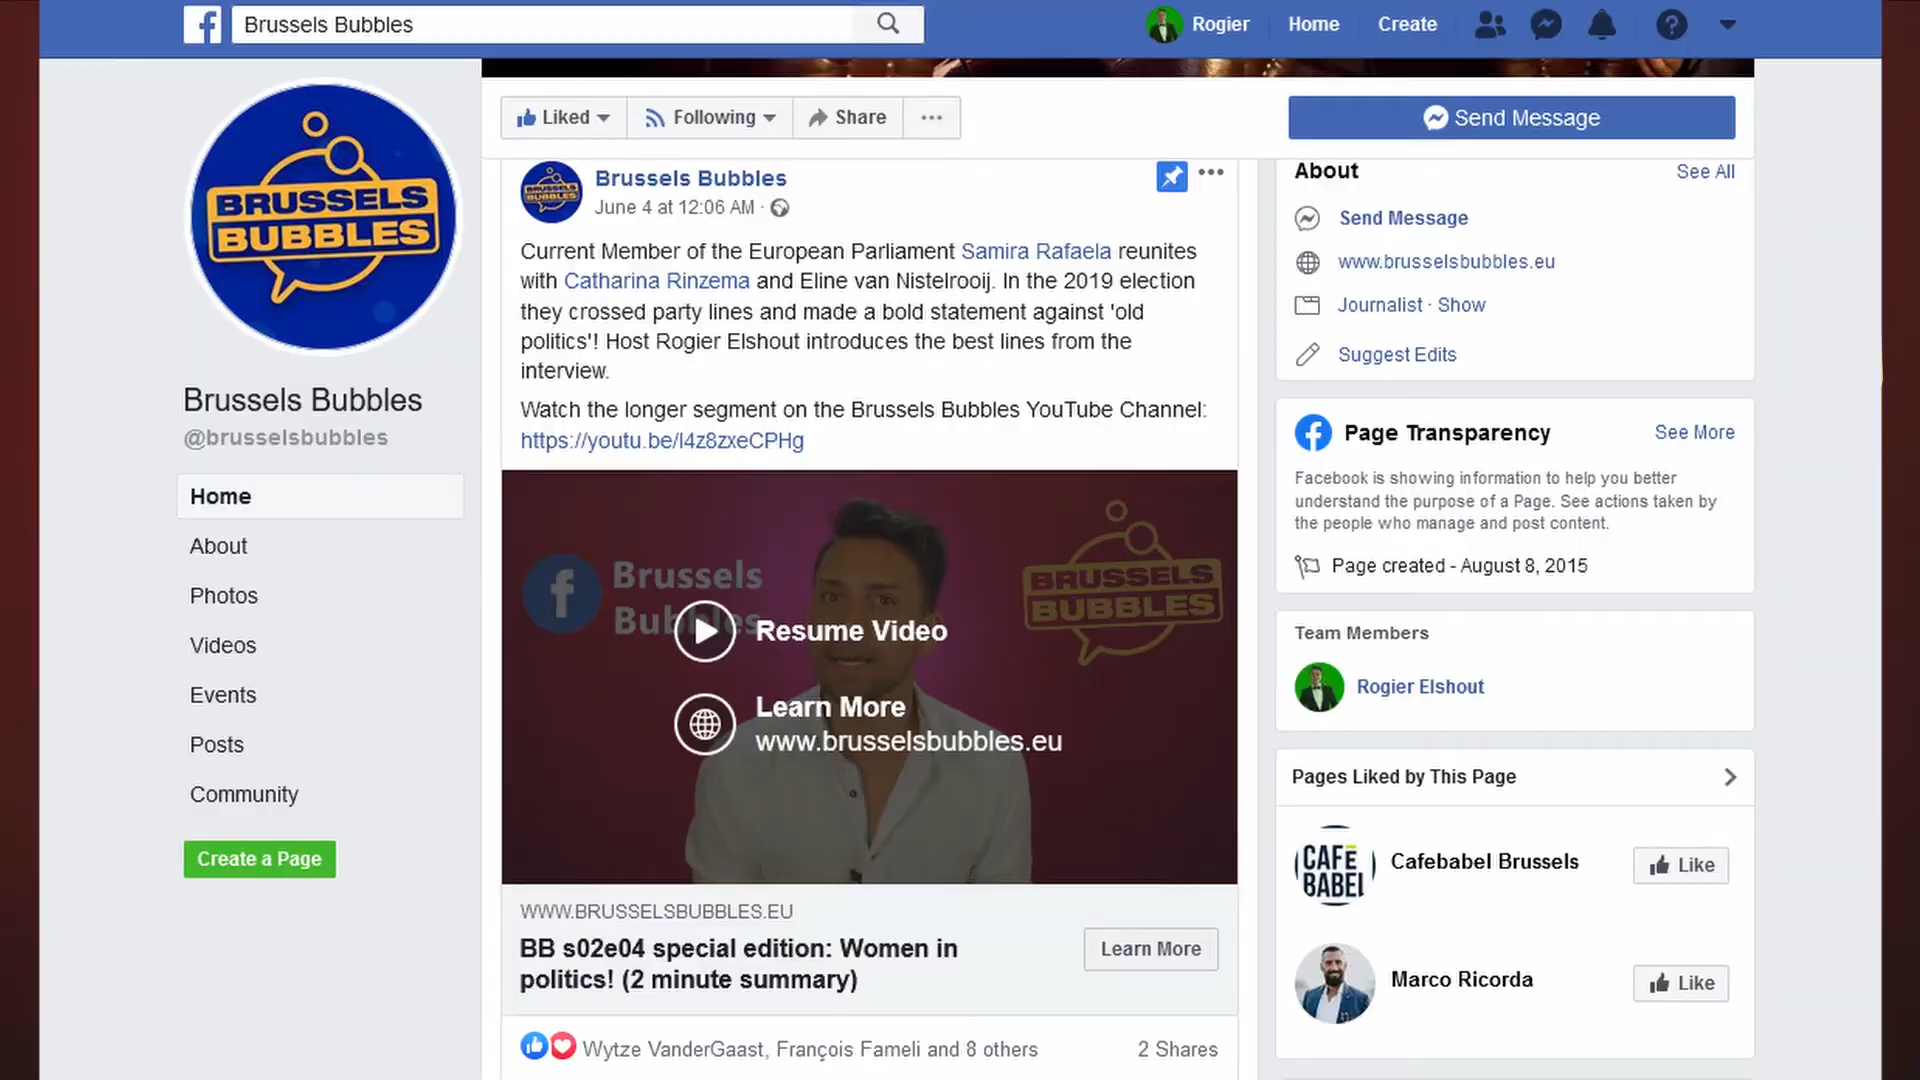 Brussels Bubbles
Rogier
Home
Create
BRUSSELS
BUBBLES
Brussels Bubbles
@brusselsbubbles
Home
About
Photos
Videos
Events
Posts
Community
Create a Page
Liked
Following
Share
Send Message
BRUSSELS
BUBBLES
Brussels Bubbles
June 4 at 12:06 AM ·
Current Member of the European Parliament Samira Rafaela reunites
with Catharina Rinzema and Eline van Nistelrooij. In the 2019 election
they crossed party lines and made a bold statement against 'old
politics'! Host Rogier Elshout introduces the best lines from the
interview.
Watch the longer segment on the Brussels Bubbles YouTube Channel:
https://youtu.be/I4z8zxeCPHg
Brussels
Bubbles
BRUSSELS
BUBBLES
Resume Video
Learn More
www.brusselsbubbles.eu
WWW.BRUSSELSBUBBLES.EU
BB s02e04 special edition: Women in
politics! (2 minute summary)
Learn More
Wytze VanderGaast, François Fameli and 8 others
2 Shares
About
See All
Send Message
www.brusselsbubbles.eu
Journalist · Show
Suggest Edits
Page Transparency
See More
Facebook is showing information to help you better
understand the purpose of a Page. See actions taken by
the people who manage and post content.
Page created - August 8, 2015
Team Members
Rogier Elshout
Pages Liked by This Page
CAFÉ
BABEL
Cafebabel Brussels
Like
Marco Ricorda
Like